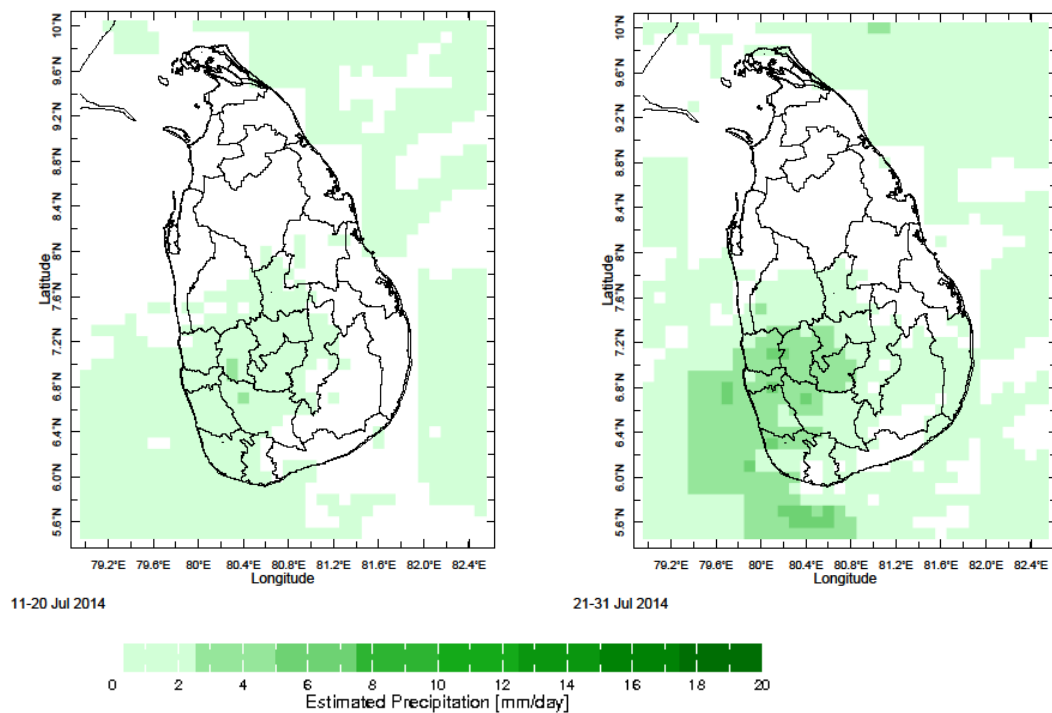 10°N
10°N
9.6°N
9.6°N
9.2°N
9.2°N
8.8°N
8.8°N
8.4°N
8.4°N
Latitude
8°N
Latitude
8°N
7.6°N
7.6°N
7.2°N
7.2°N
6.8°N
6.8°N
6.4°N
6.4°N
6.0°N
6.0°N
5.6°N
5.6°N
79.2°E 79.6°E 80°E 80.4°E 80.8°E 81.2°E 81.6°E 82.0°E 82.4°E
79.2°E 79.6°E 80°E 80.4°E 80.8°E 81.2°E 81.6°E 82.0°E 82.4°E
Longitude
Longitude
11-20 Jul 2014
21-31 Jul 2014
0 2 4 6 8 10 12 14 16 18 20
Estimated Precipitation [mm/day]